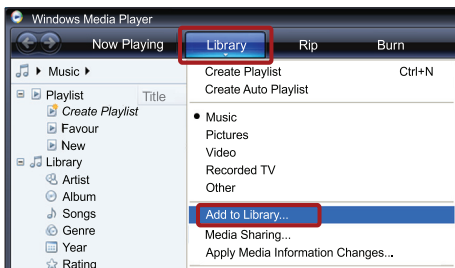 Windows Media Player
Now Playing Library Rip Burn
Music
Create Playlist Ctrl+N
Create Auto Playlist
Playlist Title
Create Playlist
Favour
New
Library
Artist
Album
Songs
Genre
Year
Rating
Music
Pictures
Video
Recorded TV
Other
Add to Library...
Media Sharing...
Apply Media Information Changes...